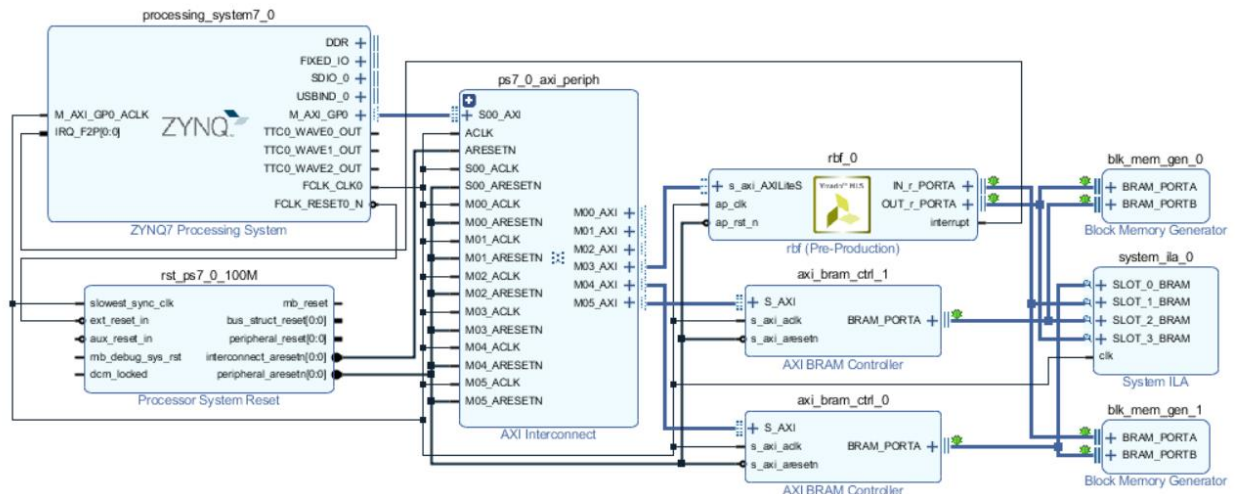 processing_system7_0
DDR
FIXED_IO
SDIO_0
USBIND_0
M_AXI_GP0_ACLK
M_AXI_GP0
IRQ_F2P[0:0]
ZYNQ
TTC0_WAVE0_OUT
TTC0_WAVE1_OUT
TTC0_WAVE2_OUT
FCLK_CLK0
FCLK_RESET0_N
ZYNQ7 Processing System
rst_ps7_0_100M
slowest_sync_clk
mb_reset
ext_reset_in
bus_struct_reset[0:0]
aux_reset_in
peripheral_reset[0:0]
mb_debug_sys_rst
interconnect_aresetn[0:0]
dcm_locked
peripheral_aresetn[0:0]
Processor System Reset
ps7_0_axi_periph
S00_AXI
ACLK
ARESETN
S00_ACLK
S00_ARESETN
M00_ACLK
M00_ARESETN
M01_ACLK
M01_ARESETN
M02_ACLK
M02_ARESETN
M03_ACLK
M03_ARESETN
M04_ACLK
M04_ARESETN
M05_ACLK
M05_ARESETN
M00_AXI
M01_AXI
M02_AXI
M03_AXI
M04_AXI
M05_AXI
AXI Interconnect
rbf_0
s_axi_AXILiteS
ap_clk
ap_rst_n
Vivado™ HLS
IN_r_PORTA
OUT_r_PORTA
interrupt
rbf (Pre-Production)
axi_bram_ctrl_1
S_AXI
s_axi_aclk
BRAM_PORTA
s_axi_aresetn
AXI BRAM Controller
axi_bram_ctrl_0
S_AXI
s_axi_aclk
BRAM_PORTA
s_axi_aresetn
AXI BRAM Controller
blk_mem_gen_0
BRAM_PORTA
BRAM_PORTB
Block Memory Generator
system_ila_0
SLOT_0_BRAM
SLOT_1_BRAM
SLOT_2_BRAM
SLOT_3_BRAM
clk
System ILA
blk_mem_gen_1
BRAM_PORTA
BRAM_PORTB
Block Memory Generator